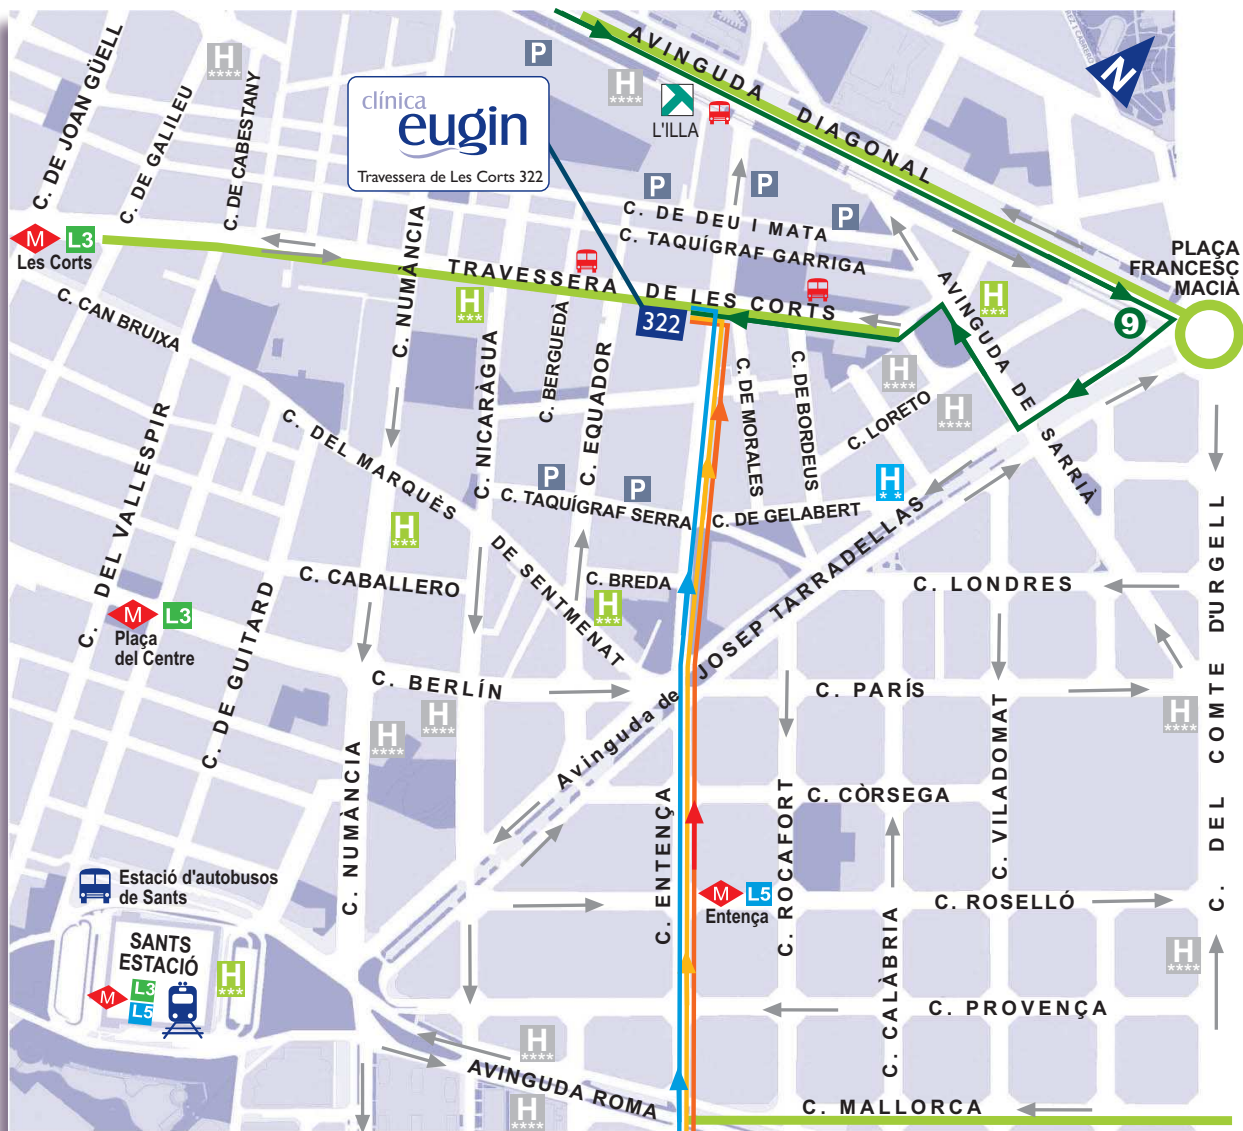 C. DE JOAN GÜELL
C. DE GALILEU
C. DE CABESTANY
H
****
P
H
****
L'ILLA
AVINGUDA DIAGONAL
N
clínica
eugin
Travessera de Les Corts 322
P
P
P
C. DE DEU I MATA
C. TAQUÍGRAF GARRIGA
M L3
Les Corts
C. NUMÀNCIA
TRAVESSERA DE LES CORTS
322
H
***
AVINGUDA DE SARRIÀ
H
***
PLAÇA
FRANCESC
MACIÀ
9
C. CAN BRUIXA
C. DEL MARQUÈS
DE SENTMENAT
C. NICARÀGUA
C. BERGUEDÀ
C. EQUADOR
C. DE MORALES
C. DE BORDEUS
C. LORETO
H
****
H
****
C. DEL VALLESPIR
C. DE GUITARD
P
P
C. TAQUÍGRAF SERRA
C. DE GELABERT
H
**
H
***
C. CABALLERO
C. BREDA
H
***
C. LONDRES
M L3
Plaça
del Centre
C. BERLÍN
Avinguda de JOSEP TARRADELLAS
C. PARÍS
H
****
H
****
H
****
C. NUMÀNCIA
C. ENTENÇA
C. ROCAFORT
C. CÒRSEGA
C. VILADOMAT
C. DEL COMTE D'URGELL
Estació d'autobusos
de Sants
M L5
Entença
C. ROSELLÓ
C. CALÀBRIA
SANTS
ESTACIÓ
M L3
L5
H
***
H
****
C. PROVENÇA
H
****
AVINGUDA ROMA
H
****
C. MALLORCA